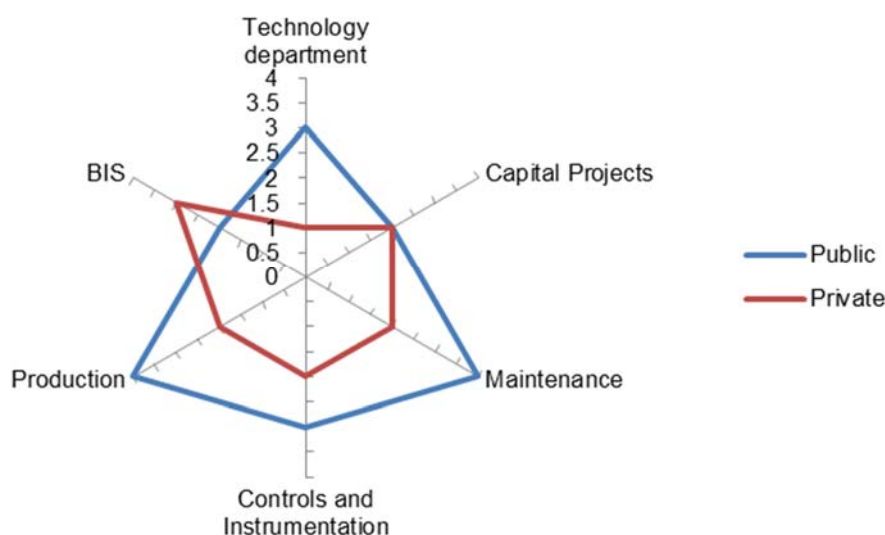 Technology
department
4
3.5
3
2.5
2
1.5
1
0.5
0
BIS
Capital Projects
Public
Private
Production
Maintenance
Controls and
Instrumentation